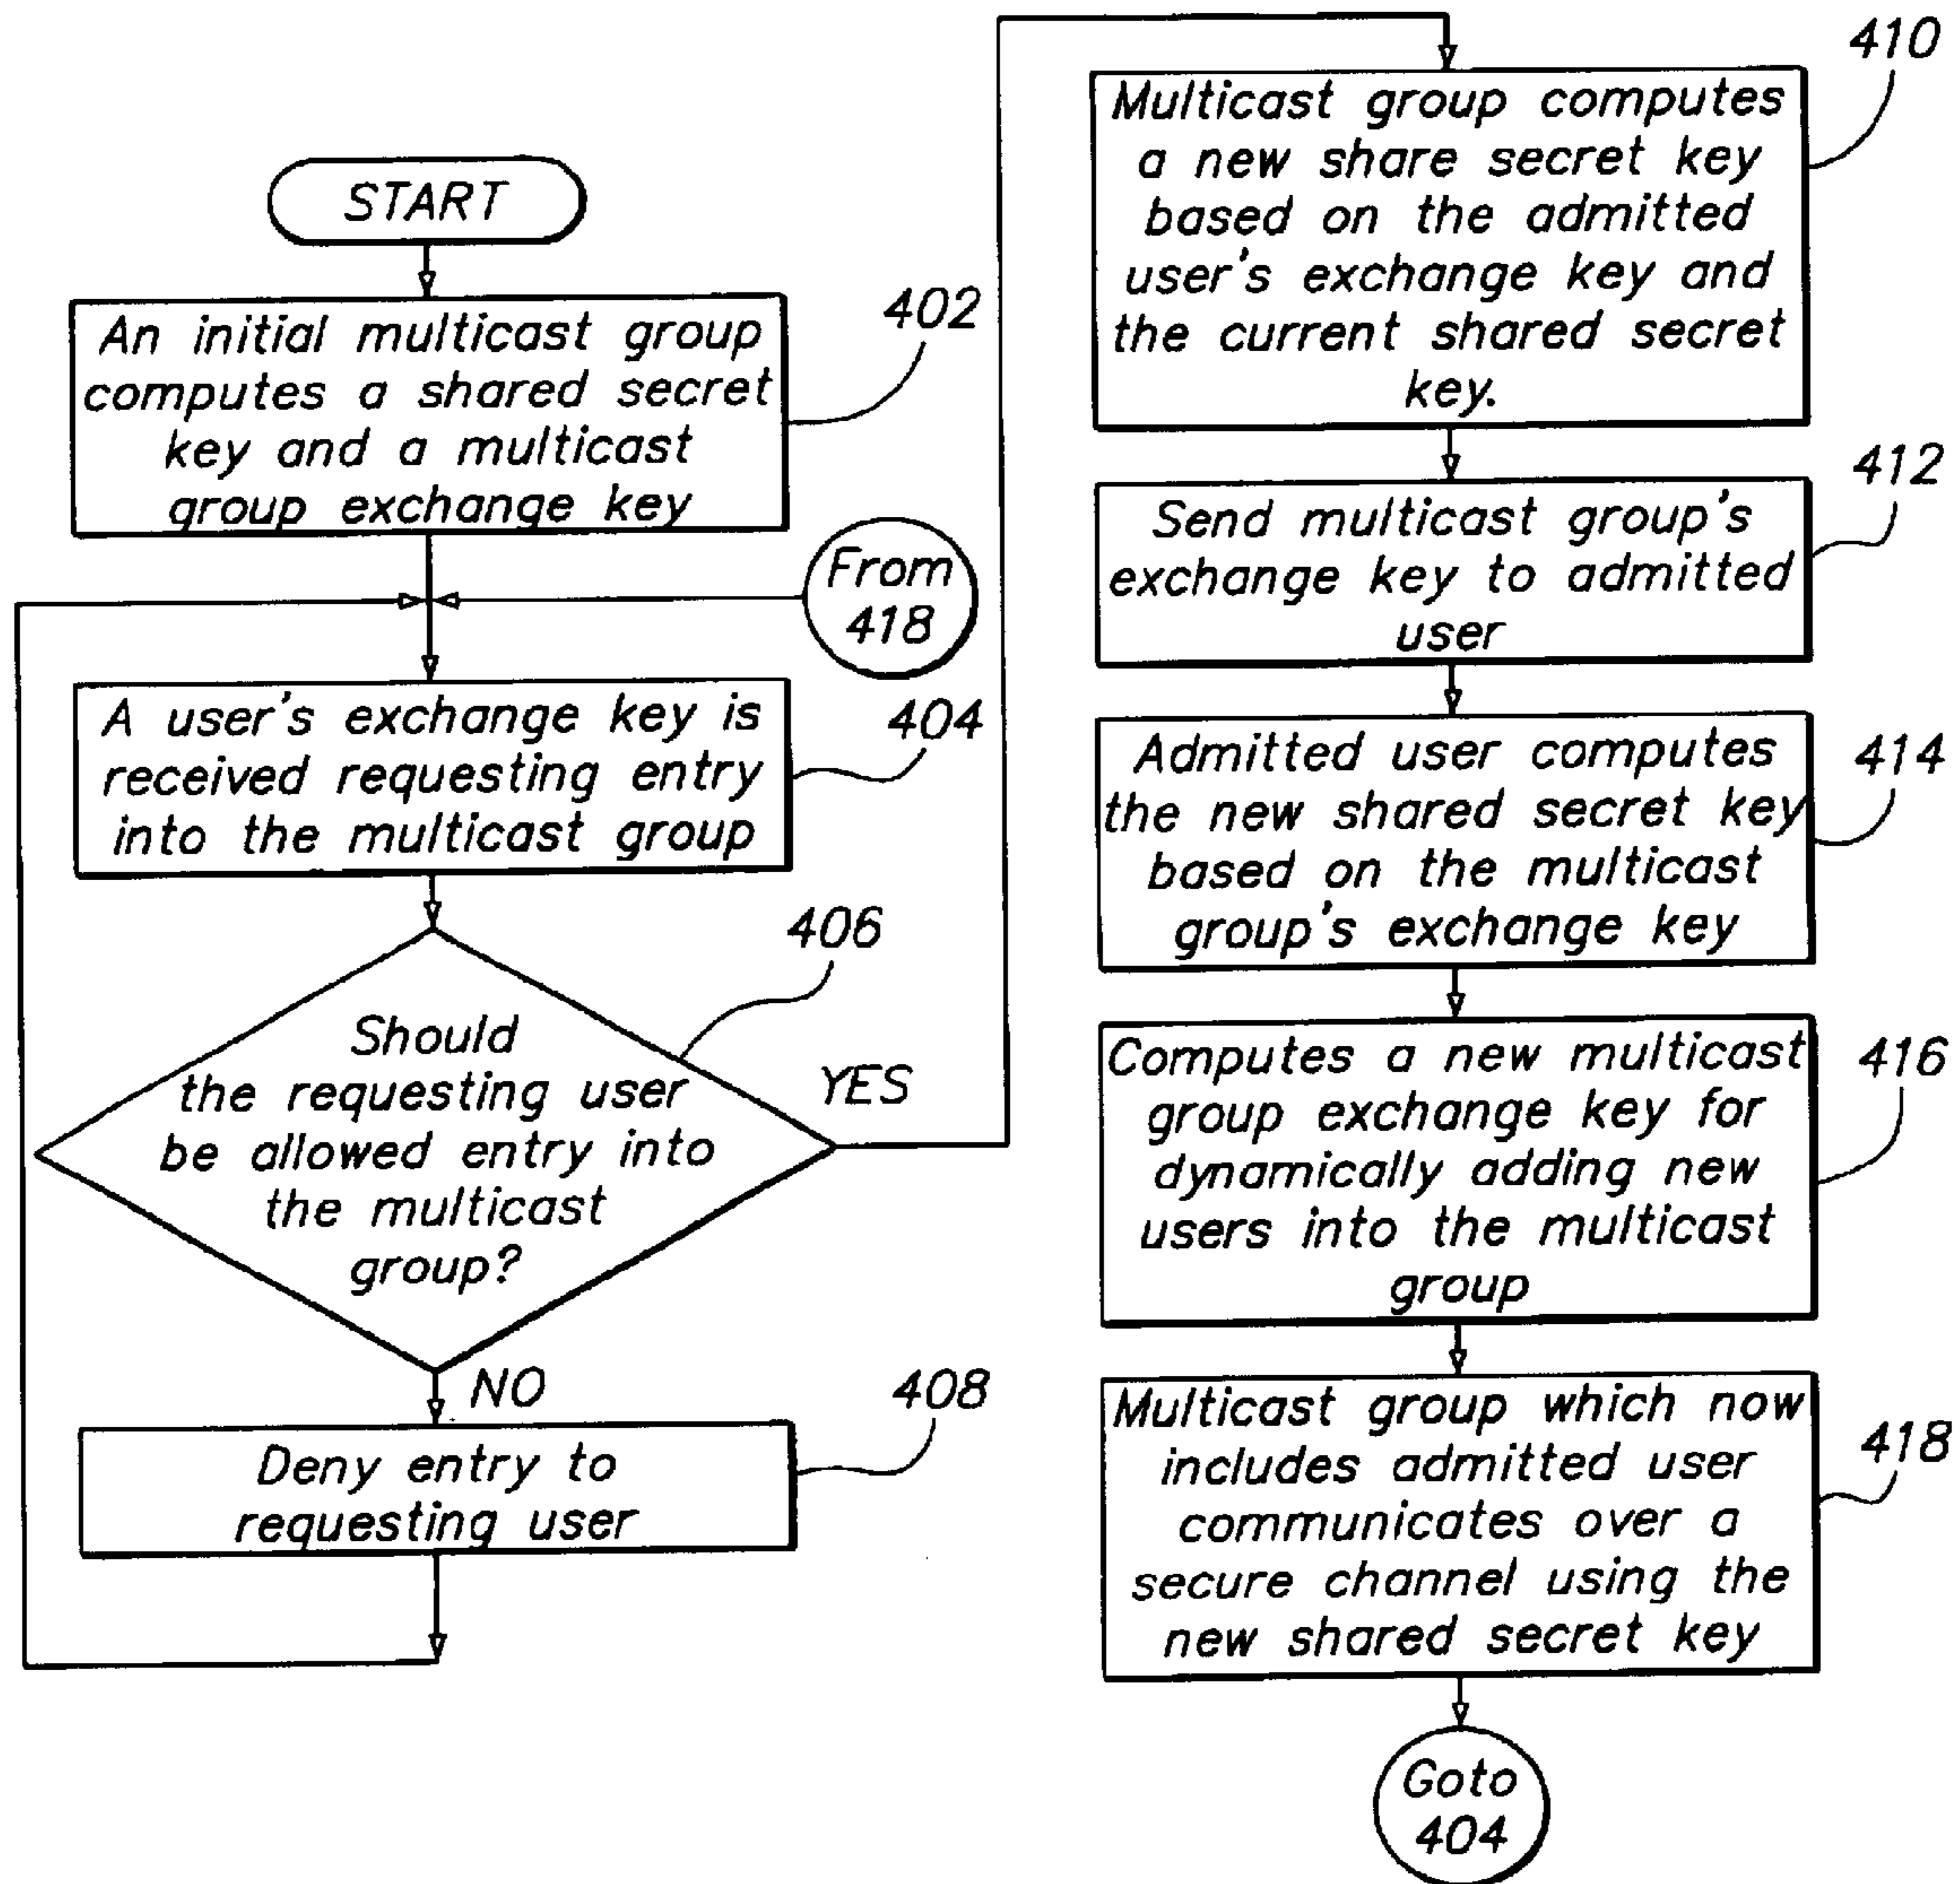 START
An initial multicast group
computes a shared secret
key and a multicast
group exchange key
402
From
418
A user's exchange key is
received requesting entry
into the multicast group
404
406
Should
the requesting user
be allowed entry into
the multicast
group?
YES
NO
408
Deny entry to
requesting user
410
Multicast group computes
a new share secret key
based on the admitted
user's exchange key and
the current shared secret
key.
412
Send multicast group's
exchange key to admitted
user
Admitted user computes
the new shared secret key
based on the multicast
group's exchange key
414
Computes a new multicast
group exchange key for
dynamically adding new
users into the multicast
group
416
Multicast group which now
includes admitted user
communicates over a
secure channel using the
new shared secret key
418
Goto
404